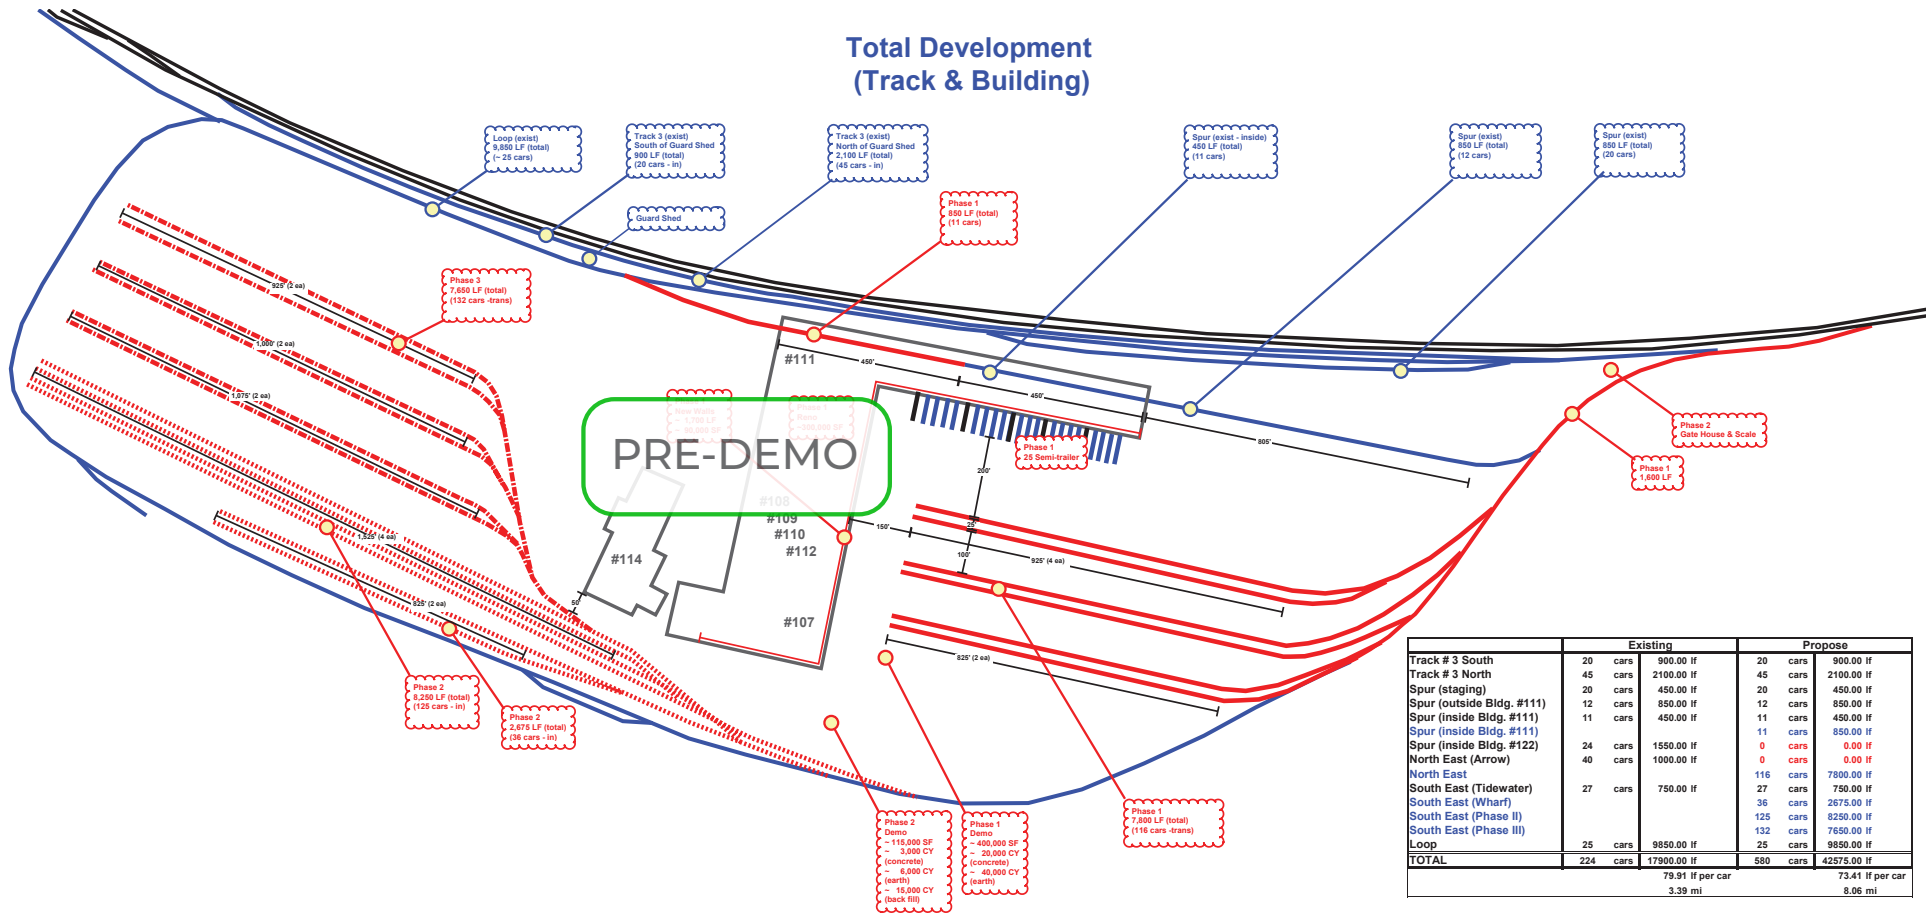 Total Development
(Track & Building)
Loop (exist)
9,850 LF (total)
(~ 25 cars)
Track 3 (exist)
South of Guard Shed
900 LF (total)
(20 cars - in)
Track 3 (exist)
North of Guard Shed
2,100 LF (total)
(45 cars - in)
Spur (exist - inside)
450 LF (total)
(11 cars)
Spur (exist)
850 LF (total)
(12 cars)
Spur (exist)
850 LF (total)
(20 cars)
Guard Shed
Phase 1
850 LF (total)
(11 cars)
Phase 3
7,650 LF (total)
(132 cars -trans)
925' (2 ea)
1,000' (2 ea)
1,075' (2 ea)
1,525' (4 ea)
825' (2 ea)
#111
450'
450'
805'
New Walls
~ 1,700 LF
~ 90,000 SF
Phase 1
Ramp
~200,000 SF
PRE-DEMO
Phase 1
25 Semi-trailer
200'
Phase 2
Gate House & Scale
Phase 1
1,600 LF
#108
#109
#110
#112
#114
#107
50'
150'
25'
100'
925' (4 ea)
825' (2 ea)
Phase 2
8,250 LF (total)
(125 cars - in)
Phase 2
2,675 LF (total)
(36 cars - in)
Phase 2
Demo
~ 115,000 SF
~ 3,000 CY
(concrete)
~ 6,000 CY
(earth)
~ 15,000 CY
(back fill)
Phase 1
Demo
~ 400,000 SF
~ 20,000 CY
(concrete)
~ 40,000 CY
(earth)
Phase 1
7,800 LF (total)
(116 cars -trans)
Existing Propose
Track # 3 South 20 cars 900.00 lf 20 cars 900.00 lf
Track # 3 North 45 cars 2100.00 lf 45 cars 2100.00 lf
Spur (staging) 20 cars 450.00 lf 20 cars 450.00 lf
Spur (outside Bldg. #111) 12 cars 850.00 lf 12 cars 850.00 lf
Spur (inside Bldg. #111) 11 cars 450.00 lf 11 cars 450.00 lf
Spur (inside Bldg. #111) 11 cars 850.00 lf
Spur (inside Bldg. #122) 24 cars 1550.00 lf 0 cars 0.00 lf
North East (Arrow) 40 cars 1000.00 lf 0 cars 0.00 lf
North East 116 cars 7800.00 lf
South East (Tidewater) 27 cars 750.00 lf 27 cars 750.00 lf
South East (Wharf) 36 cars 2675.00 lf
South East (Phase II) 125 cars 8250.00 lf
South East (Phase III) 132 cars 7650.00 lf
Loop 25 cars 9850.00 lf 25 cars 9850.00 lf
TOTAL 224 cars 17900.00 lf 580 cars 42575.00 lf
79.91 lf per car 73.41 lf per car
3.39 mi 8.06 mi